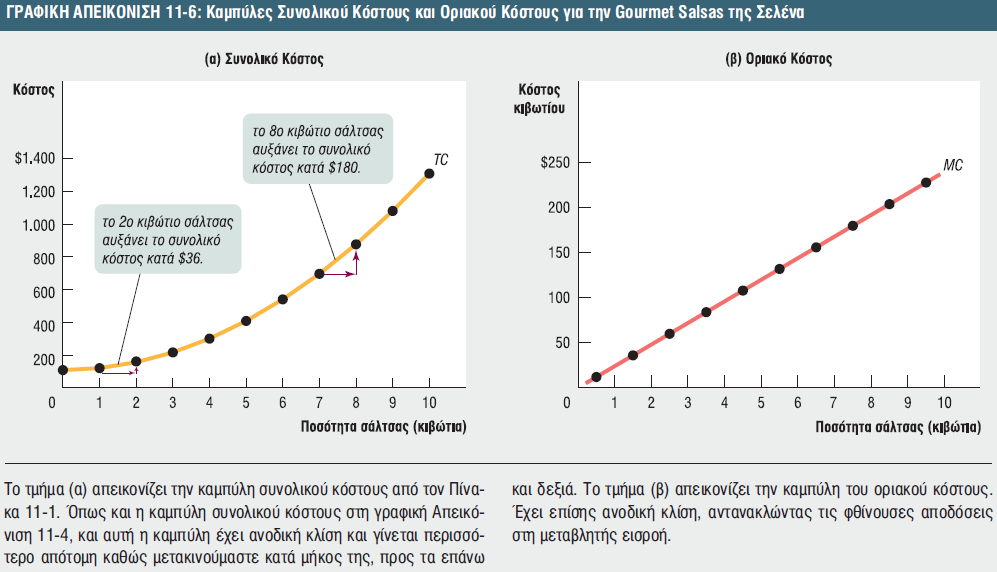 ΓΡΑΦΙΚΗ ΑΠΕΙΚΟΝΙΣΗ 11-6: Καμπύλες Συνολικού Κόστους και Οριακού Κόστους για την Gourmet Salsas της Σελένα
(α) Συνολικό Κόστος
Κόστος
$1.400
1.200
1.000
800
600
400
200
0
1
2
3
4
5
6
7
8
9
10
Ποσότητα σάλτσας (κιβώτια)
το 2ο κιβώτιο σάλτσας
αυξάνει το συνολικό
κόστος κατά $36.
το 8ο κιβώτιο σάλτσας
αυξάνει το συνολικό
κόστος κατά $180.
TC
(β) Οριακό Κόστος
Κόστος
κιβωτίου
$250
200
150
100
50
0
1
2
3
4
5
6
7
8
9
10
Ποσότητα σάλτσας (κιβώτια)
MC
Το τμήμα (α) απεικονίζει την καμπύλη συνολικού κόστους από τον Πίνα-
κα 11-1. Όπως και η καμπύλη συνολικού κόστους στη γραφική Απεικό-
νιση 11-4, και αυτή η καμπύλη έχει ανοδική κλίση και γίνεται περισσό-
τερο απότομη καθώς μετακινούμαστε κατά μήκος της, προς τα επάνω
και δεξιά. Το τμήμα (β) απεικονίζει την καμπύλη του οριακού κόστους.
Έχει επίσης ανοδική κλίση, αντανακλώντας τις φθίνουσες αποδόσεις
στη μεταβλητής εισροή.